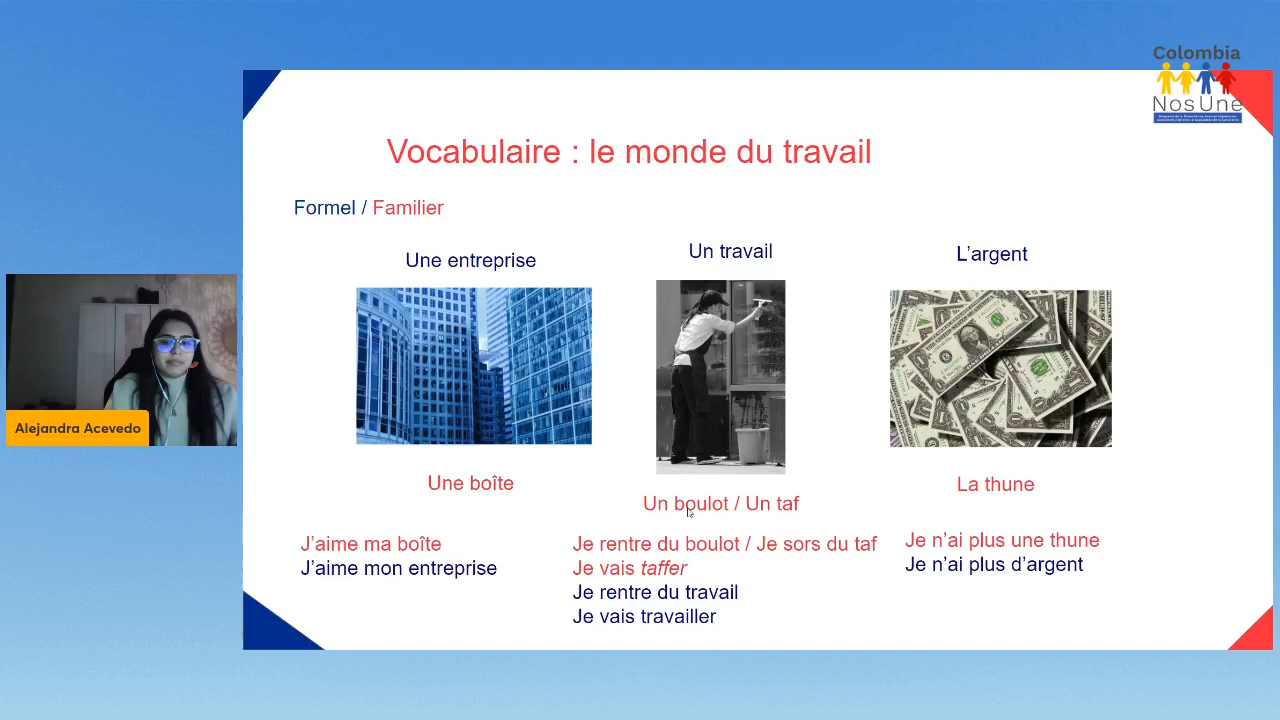 Colombia
NosUne
Vocabulaire : le monde du travail
Formel / Familier
Une entreprise
Un travail
L'argent
Une boîte
Un boulot / Un taf
La thune
J'aime ma boîte
J'aime mon entreprise
Je rentre du boulot / Je sors du taf
Je vais taffer
Je rentre du travail
Je vais travailler
Je n'ai plus une thune
Je n'ai plus d'argent
Alejandra Acevedo